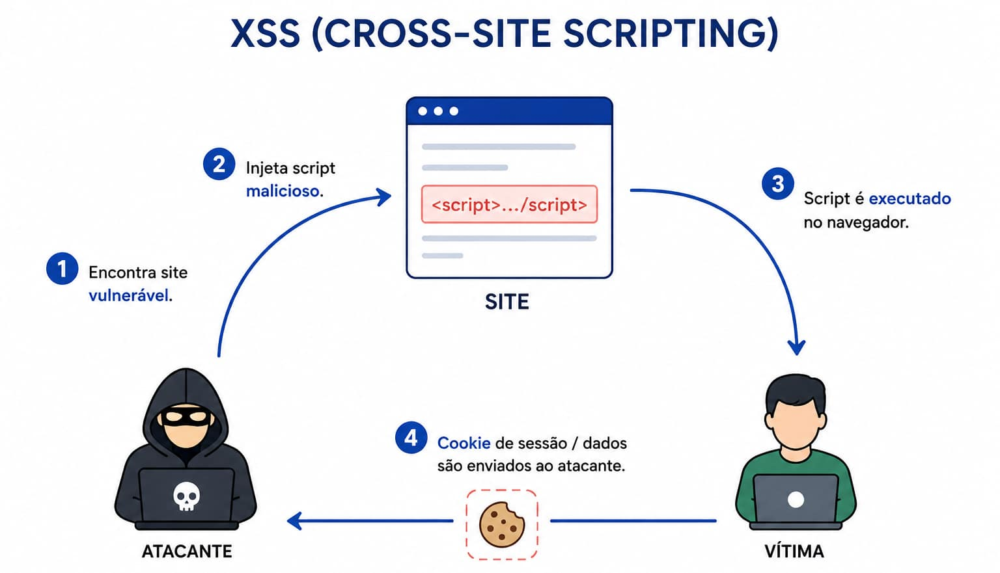 XSS (CROSS-SITE SCRIPTING)
1
Encontra site
vulnerável.
2
Injeta script
malicioso.
<script>.../script>
SITE
3
Script é executado
no navegador.
4
Cookie de sessão / dados
são enviados ao atacante.
ATACANTE
VÍTIMA